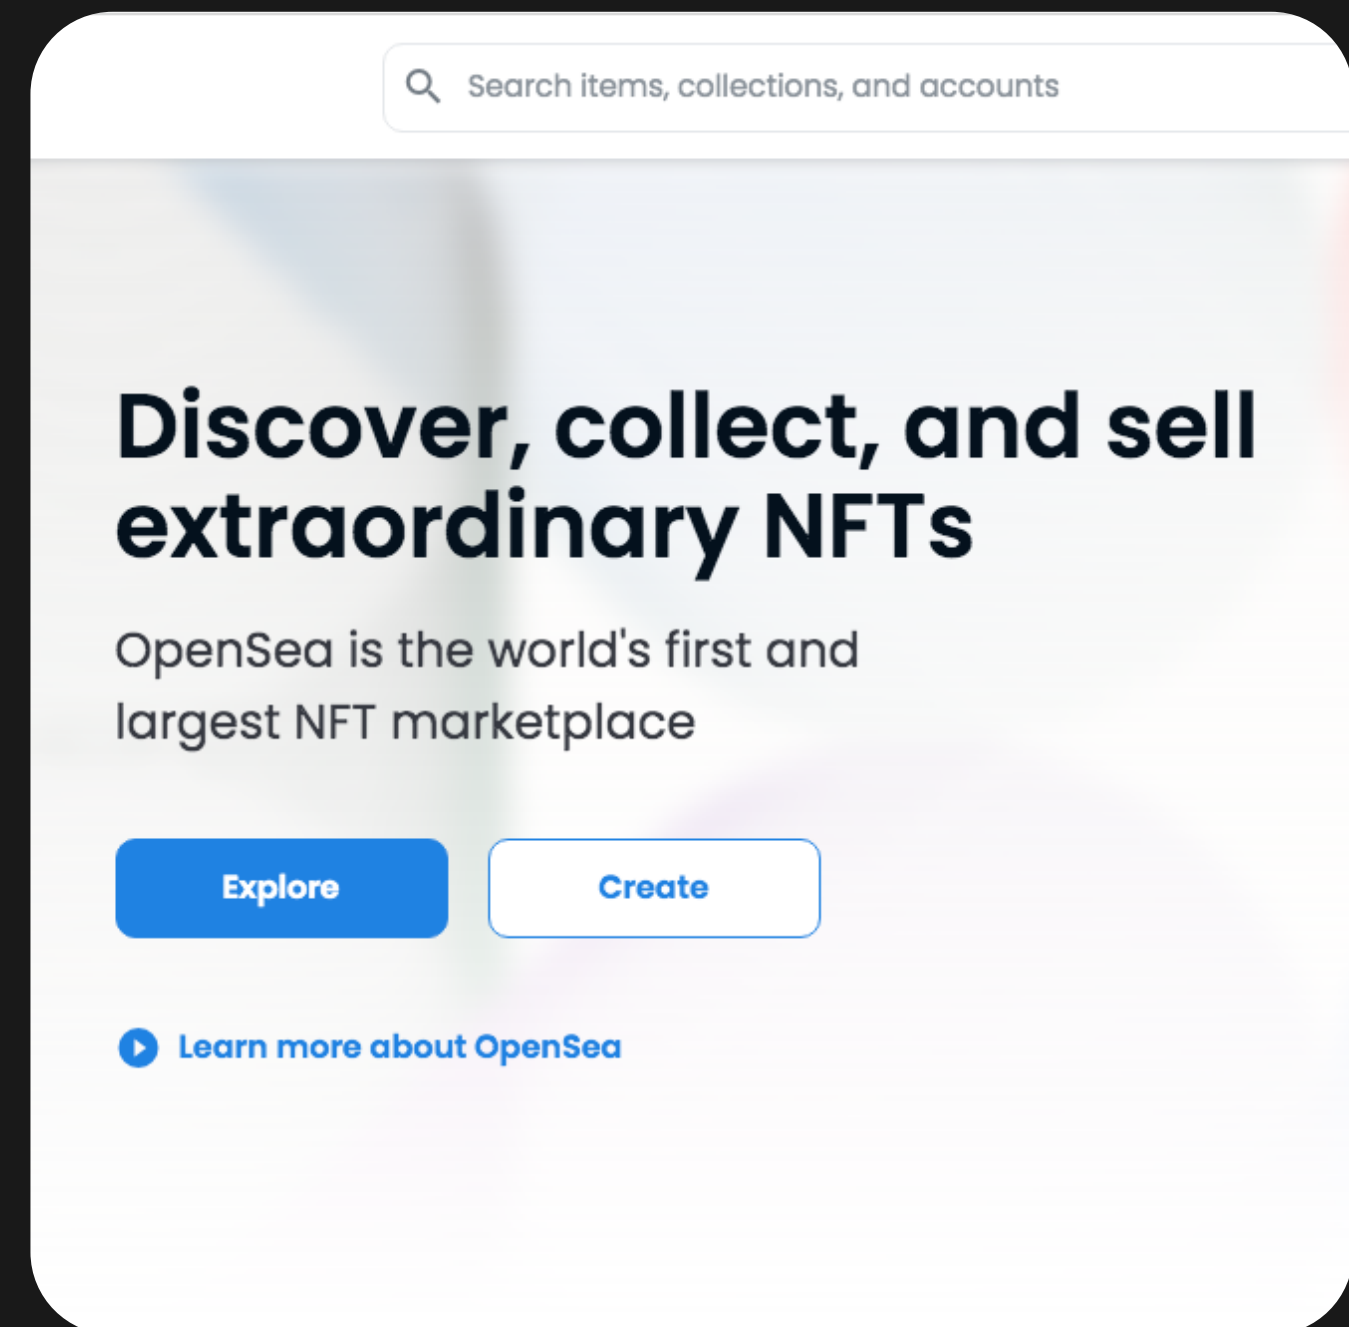 Search items, collections, and accounts
Discover, collect, and sell
extraordinary NFTs
OpenSea is the world's first and
largest NFT marketplace
Explore
Create
Learn more about OpenSea